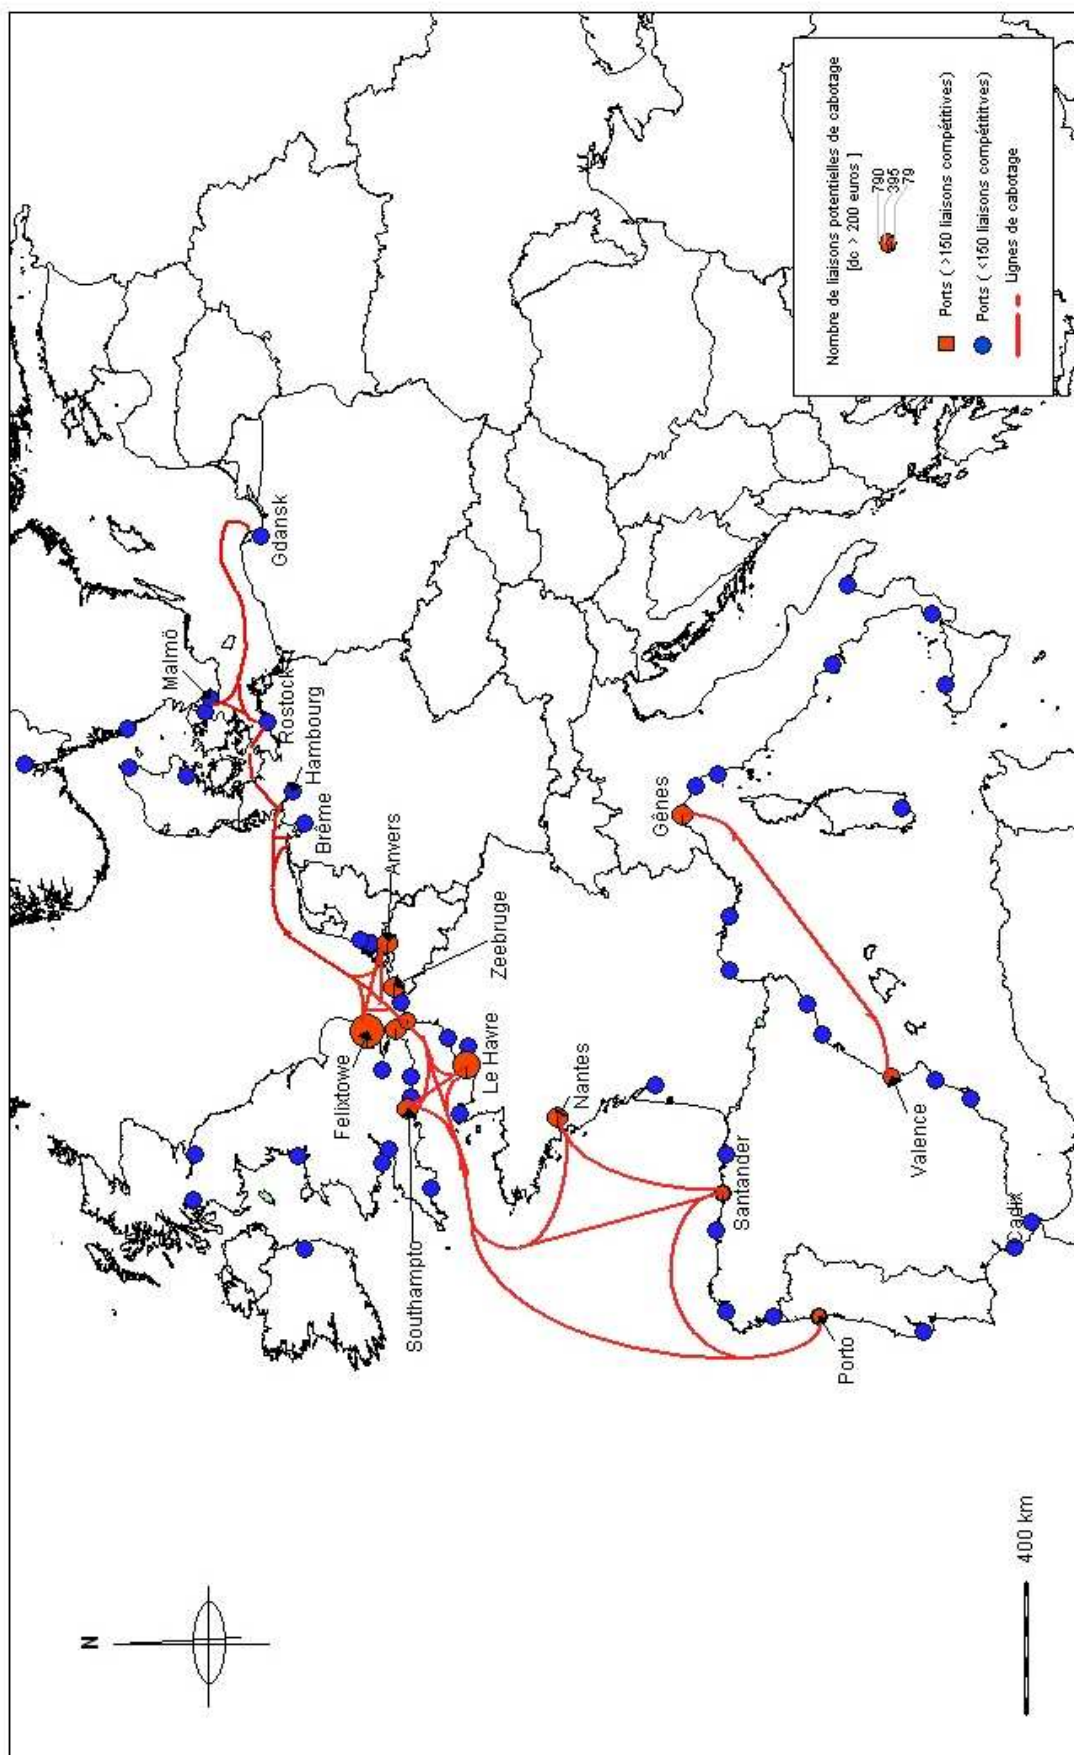 N
Malmö
Gdansk
Rostock
Hambourg
Brême
Anvers
Zeebruge
Felixtowe
Southampto
Le Havre
Nantes
Santander
Porto
Gênes
Valence
Cadix
400 km
Nombre de liaisons potentielles de cabotage
[dc > 200 euros ]
790
395
79
Ports ( >150 liaisons compétitives)
Ports ( <150 liaisons compétititves)
Lignes de cabotage